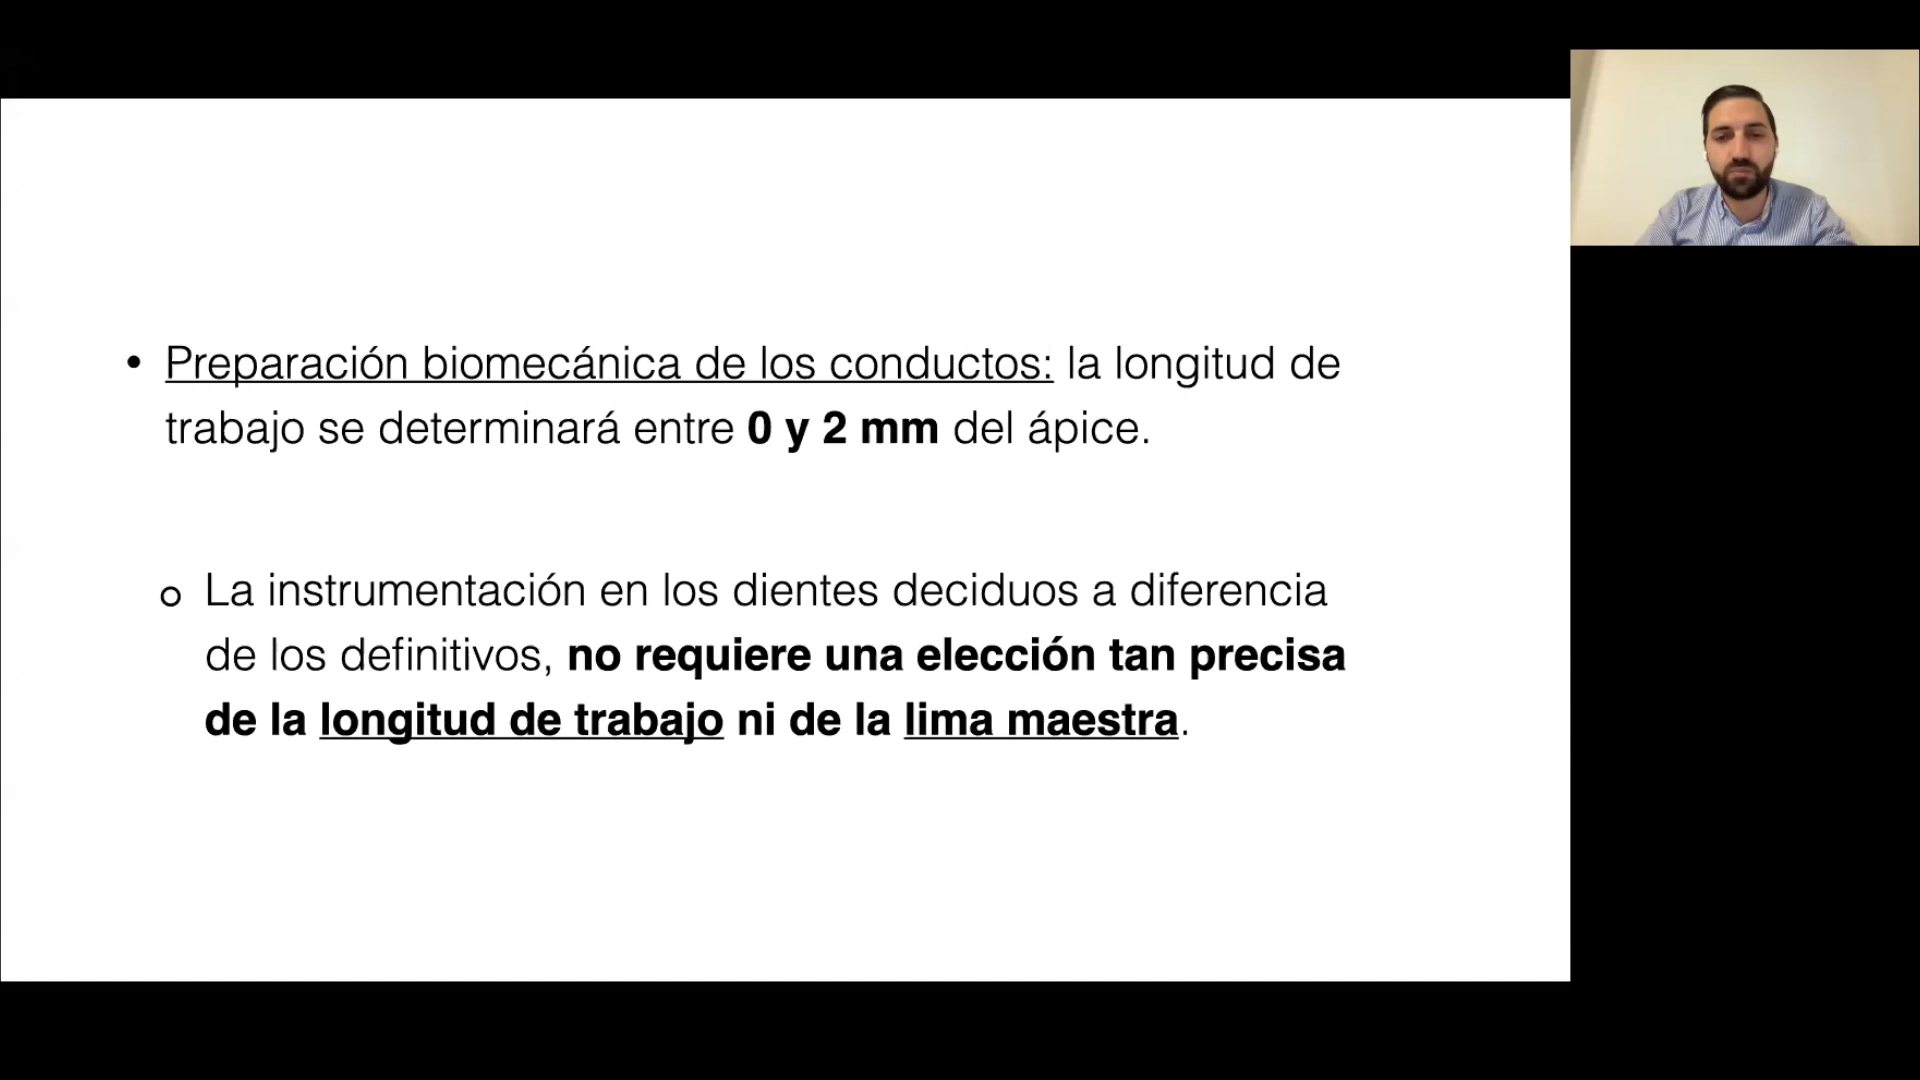 • Preparación biomecánica de los conductos: la longitud de
trabajo se determinará entre 0 y 2 mm del ápice.
o La instrumentación en los dientes deciduos a diferencia
de los definitivos, no requiere una elección tan precisa
de la longitud de trabajo ni de la lima maestra.